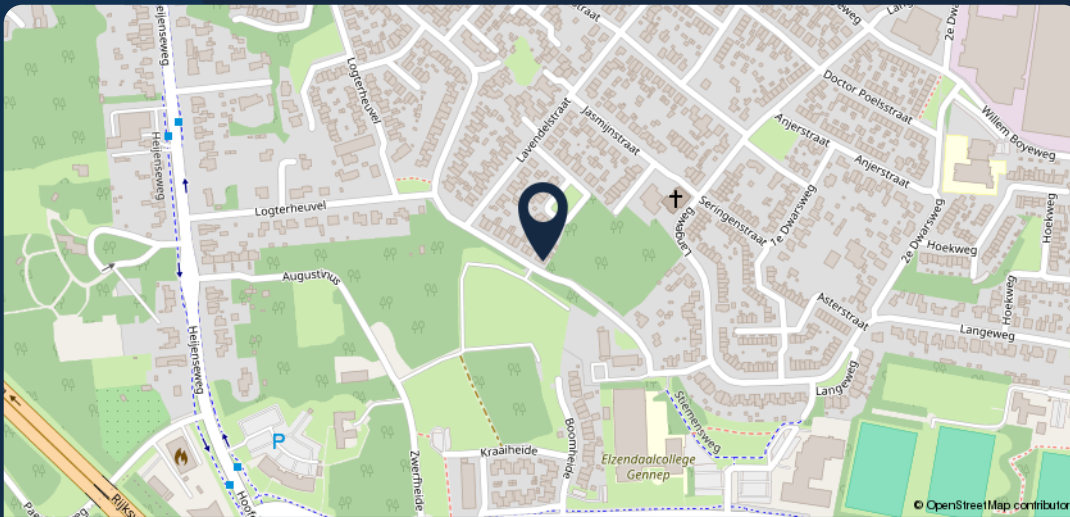 Heijenseweg
Heijenseweg
Heijenseweg
Logterheuvel
Logterheuvel
Augustinus
Lavendelstraat
Jasmijnstraat
Seringenstraat
Langeweg
1e Dwarsweg
Anjerstraat
Anjerstraat
Doctor Poelsstraat
Willem Boyeweg
2e Dwarsweg
Hoekweg
Hoekweg
Hoekweg
Asterstraat
Langeweg
Langeweg
Stiemensweg
Boomheide
Kraaiheide
Zwerfheide
Elzendaalcollege
Gennep
P
© OpenStreetMap contributor